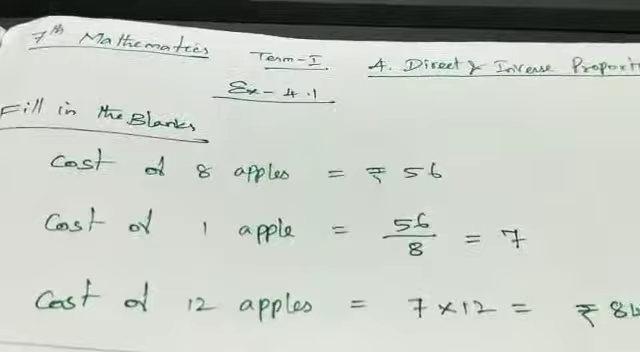 7th Mathematics Term-I 4. Direct & Inverse
Ex-4.1
Fill in the Blanks
Cost of 8 apples = ₹ 56
Cost of 1 apple = 56/8 = 7
Cost of 12 apples = 7×12 = ₹ 84